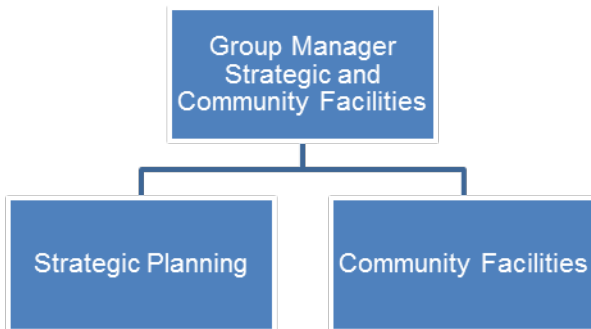 Group Manager
Strategic and
Community Facilities
Strategic Planning
Community Facilities